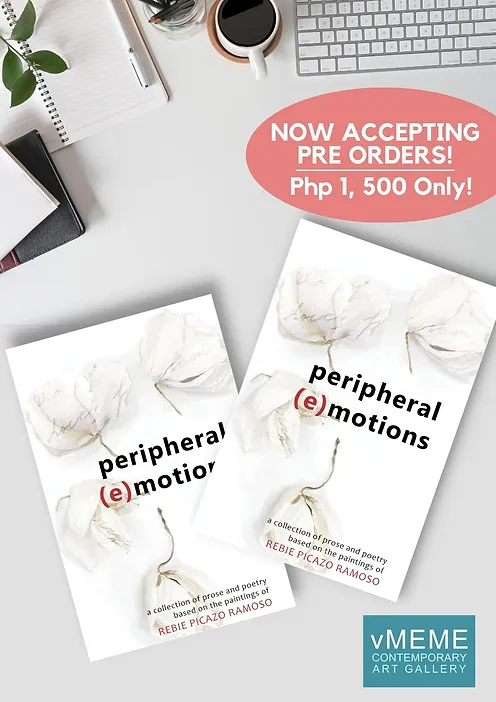 NOW ACCEPTING
PRE ORDERS!
Php 1, 500 Only!
peripheral
(e)motions
a collection of prose and poetry
based on the paintings of
REBIE PICAZO RAMOSO
peripheral
(e)motion
a collection of prose and poetry
based on the paintings of
REBIE PICAZO RAMOSO
vMEME
CONTEMPORARY
ART GALLERY